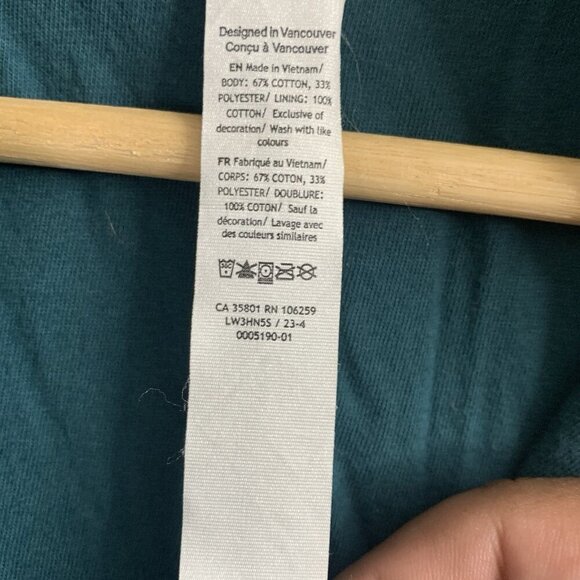 Designed in Vancouver
Conçu à Vancouver
EN Made in Vietnam/
BODY: 67% COTTON, 33%
POLYESTER/ LINING: 100%
COTTON/ Exclusive of
decoration/ Wash with like
colours
FR Fabriqué au Vietnam/
CORPS: 67% COTON, 33%
POLYESTER/ DOUBLURE:
100% COTON/ Sauf la
décoration/ Lavage avec
des couleurs similaires
CA 35801 RN 106259
LW3HN5S / 23-4
0005190-01